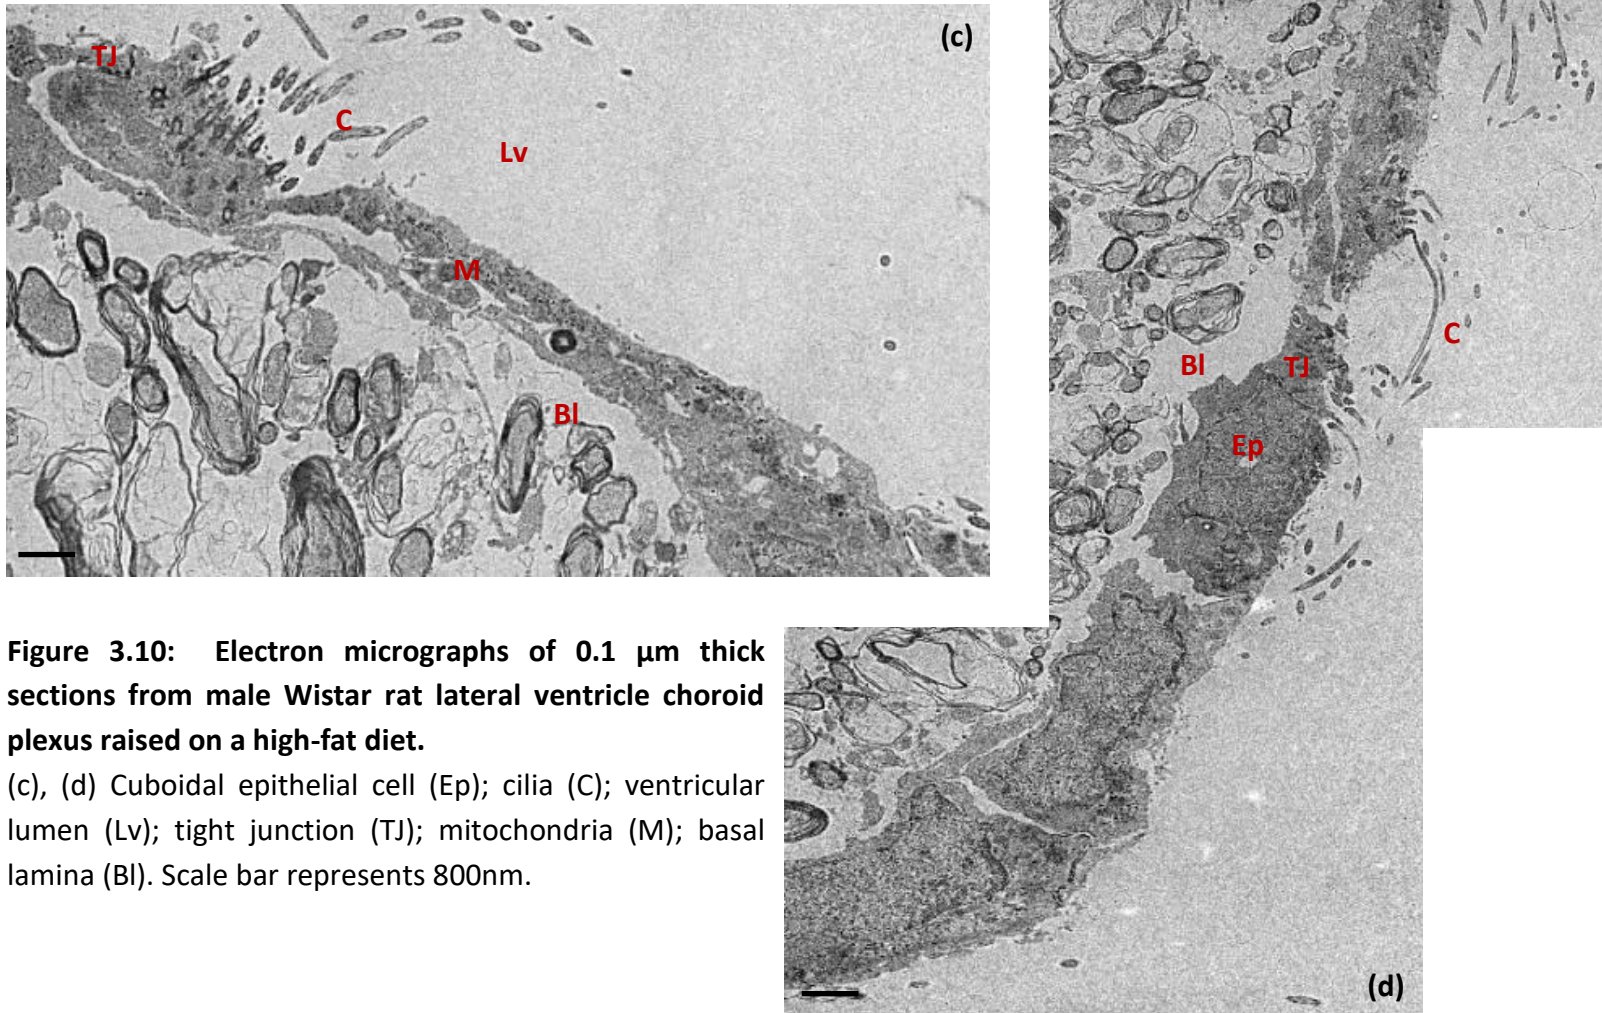 (c)
TJ
C
Lv
M
Bl
C
Bl
TJ
Ep
(d)
Figure 3.10: Electron micrographs of 0.1 µm thick
sections from male Wistar rat lateral ventricle choroid
plexus raised on a high-fat diet.
(c), (d) Cuboidal epithelial cell (Ep); cilia (C); ventricular
lumen (Lv); tight junction (TJ); mitochondria (M); basal
lamina (Bl). Scale bar represents 800nm.